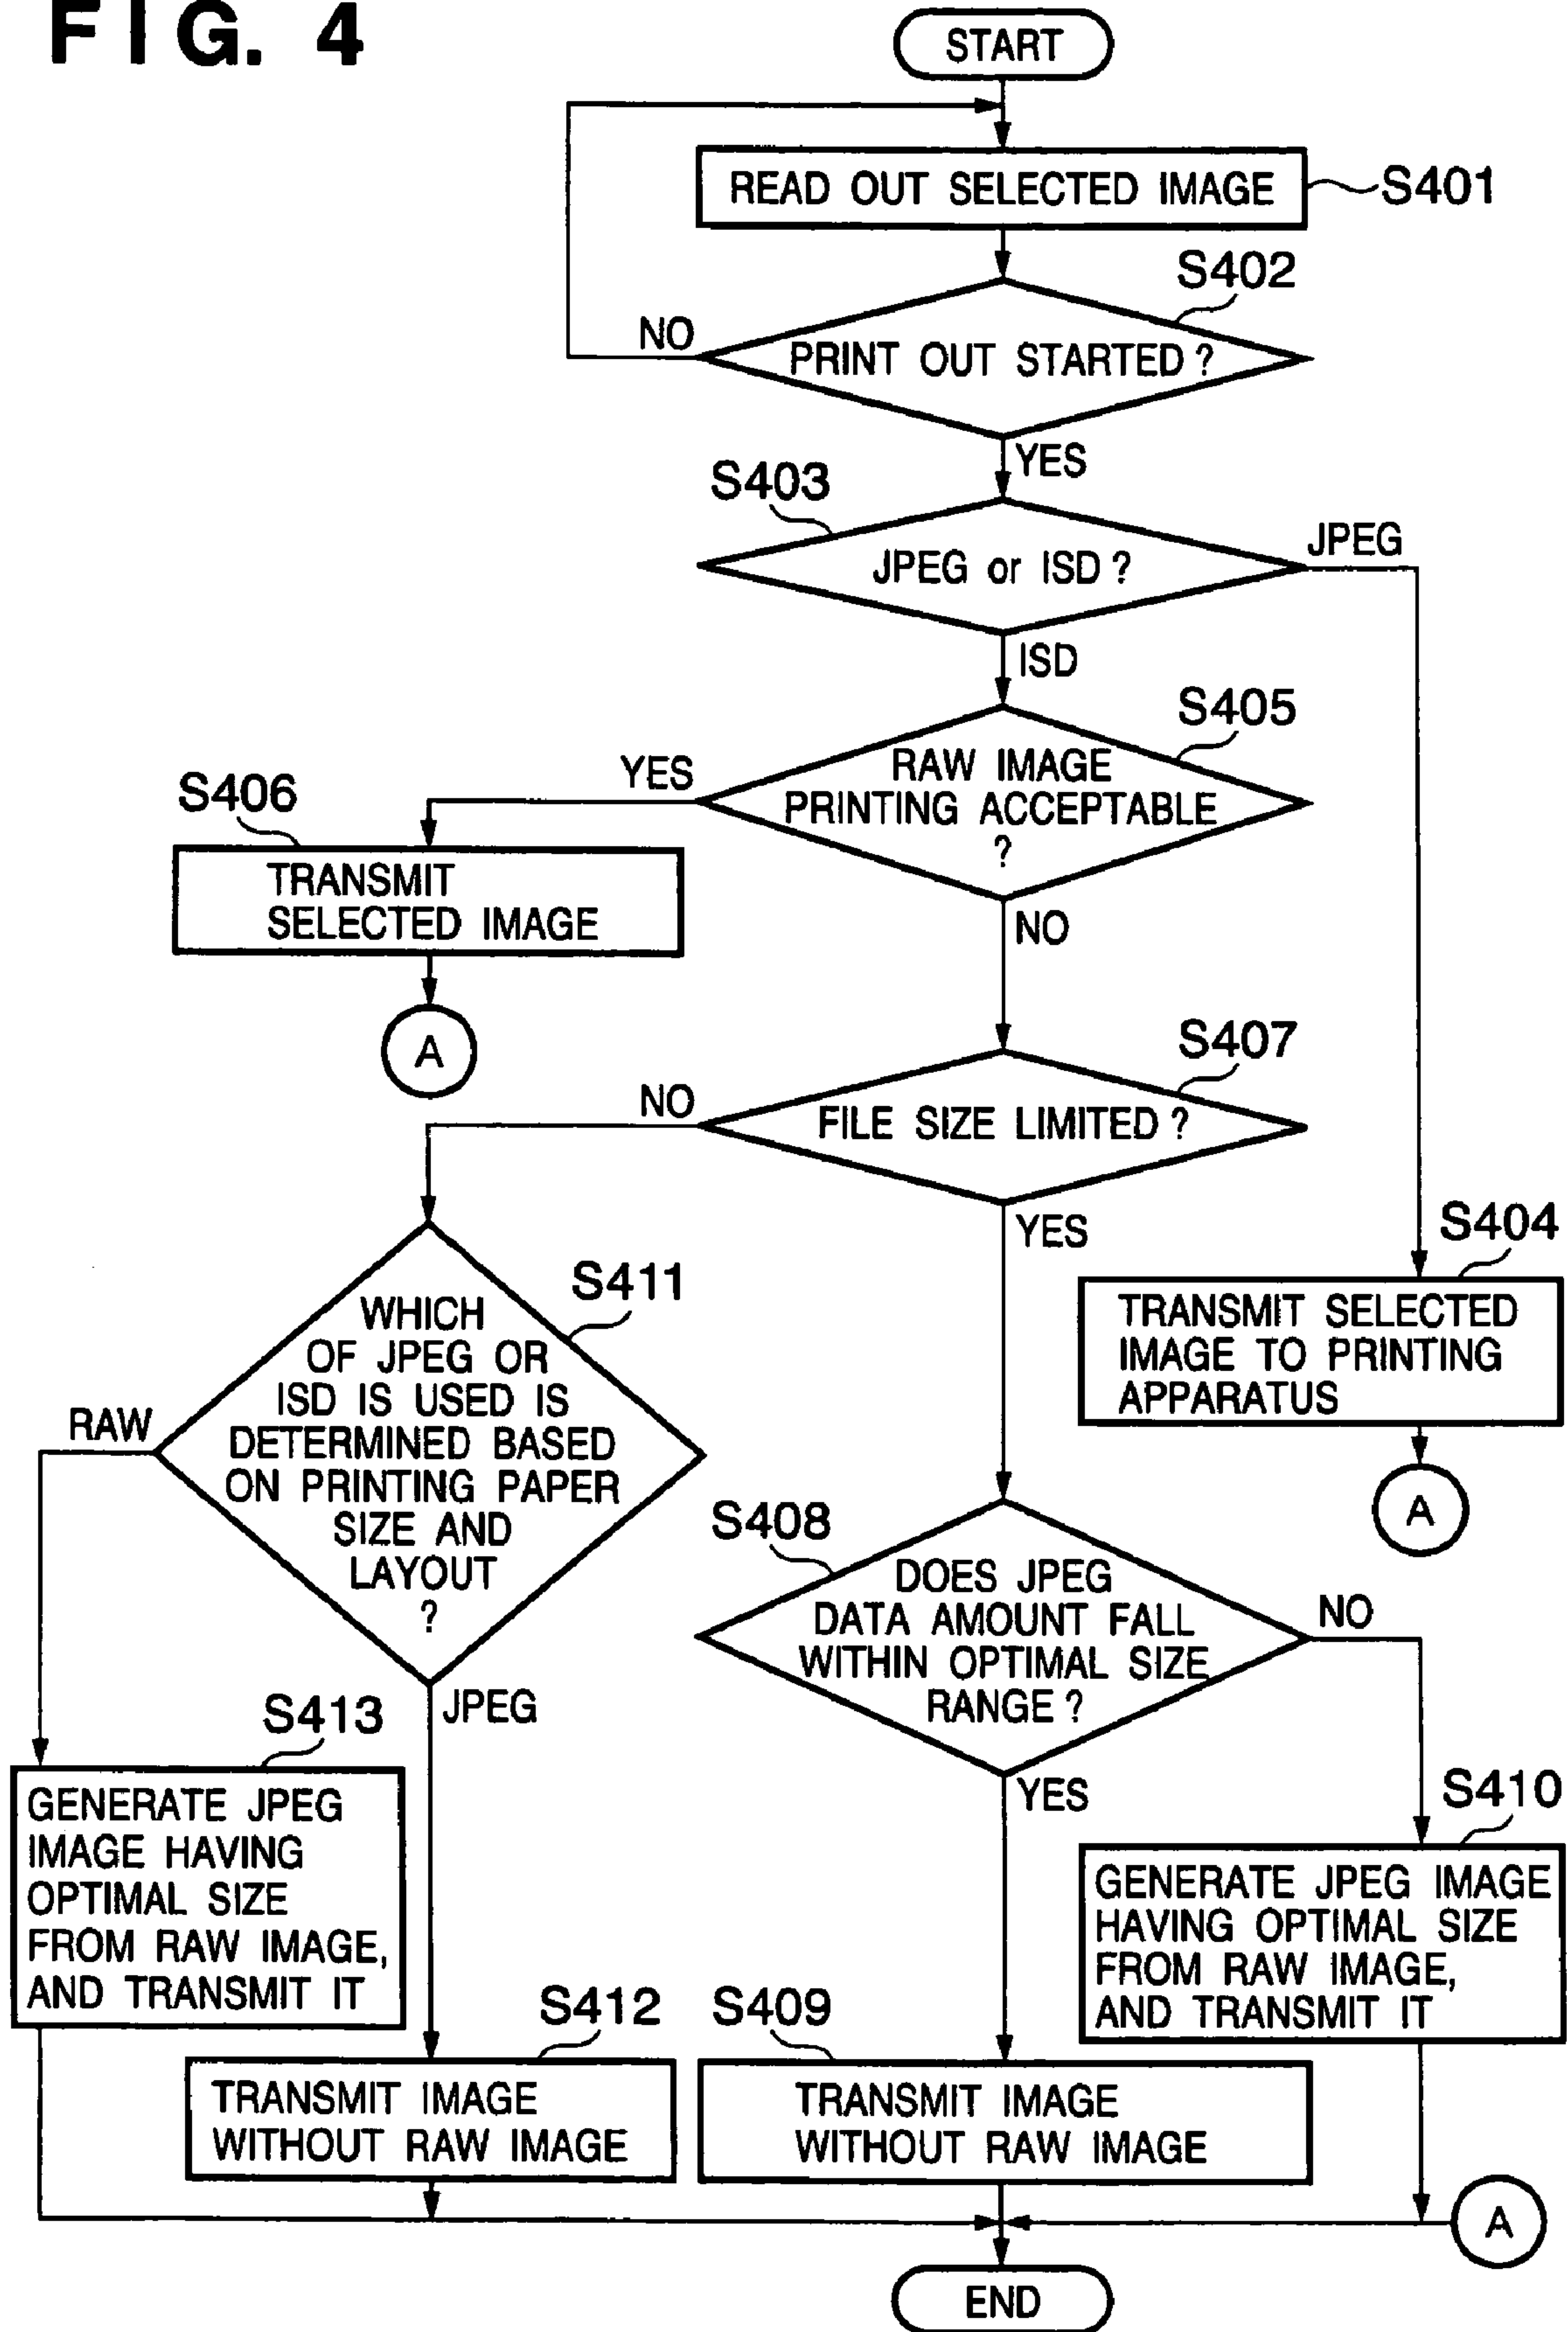 FIG. 4
START
READ OUT SELECTED IMAGE
S401
S402
NO
PRINT OUT STARTED?
YES
S403
JPEG or ISD?
JPEG
ISD
S405
YES
RAW IMAGE
PRINTING ACCEPTABLE
?
S406
TRANSMIT
SELECTED IMAGE
NO
A
S407
NO
FILE SIZE LIMITED?
YES
S404
TRANSMIT SELECTED
IMAGE TO PRINTING
APPARATUS
A
S411
WHICH
OF JPEG OR
ISD IS USED IS
DETERMINED BASED
ON PRINTING PAPER
SIZE AND
LAYOUT
?
RAW
JPEG
S408
DOES JPEG
DATA AMOUNT FALL
WITHIN OPTIMAL SIZE
RANGE?
NO
YES
S413
GENERATE JPEG
IMAGE HAVING
OPTIMAL SIZE
FROM RAW IMAGE,
AND TRANSMIT IT
S410
GENERATE JPEG IMAGE
HAVING OPTIMAL SIZE
FROM RAW IMAGE,
AND TRANSMIT IT
S412
TRANSMIT IMAGE
WITHOUT RAW IMAGE
S409
TRANSMIT IMAGE
WITHOUT RAW IMAGE
A
END